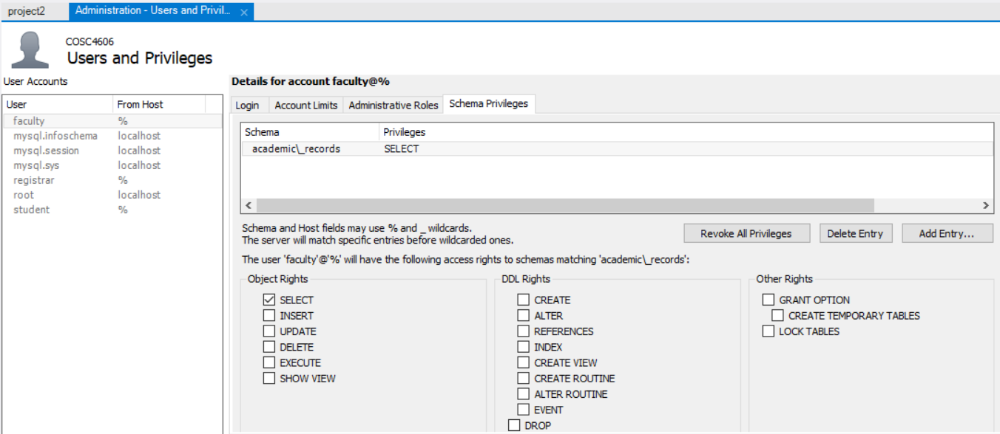 project2
Administration - Users and Privil...
COSC4606
Users and Privileges
User Accounts
User From Host
faculty %
mysql.infoschema localhost
mysql.session localhost
mysql.sys localhost
registrar %
root localhost
student %
Details for account faculty@%
Login Account Limits Administrative Roles Schema Privileges
Schema Privileges
academic\_records SELECT
Schema and Host fields may use % and _ wildcards.
The server will match specific entries before wildcarded ones.
Revoke All Privileges Delete Entry Add Entry...
The user 'faculty'@'%' will have the following access rights to schemas matching 'academic\_records':
Object Rights
SELECT
INSERT
UPDATE
DELETE
EXECUTE
SHOW VIEW
DDL Rights
CREATE
ALTER
REFERENCES
INDEX
CREATE VIEW
CREATE ROUTINE
ALTER ROUTINE
EVENT
DROP
Other Rights
GRANT OPTION
CREATE TEMPORARY TABLES
LOCK TABLES